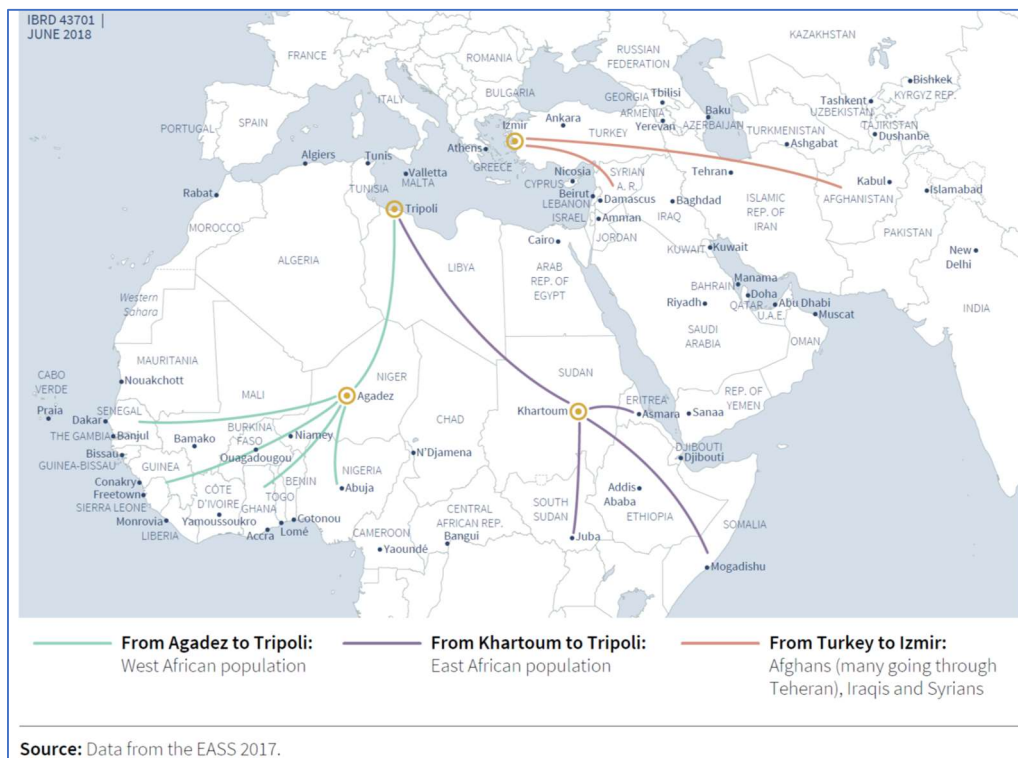 IBRD 43701 |
JUNE 2018
KAZAKHSTAN
FRANCE
ROMANIA
RUSSIAN
FEDERATION
Bishkek
ITALY
BULGARIA
GEORGIA
Tbilisi
Tashkent
KYRGYZ REP.
UZBEKISTAN
PORTUGAL
SPAIN
Izmir
Ankara
ARMENIA
Yerevan
Baku
AZERBAIJAN
TURKMENISTAN
TAJIKISTAN
Dushanbe
TURKEY
Ashgabat
Algiers
Tunis
Athens
GREECE
Valletta
MALTA
Nicosia
CYPRUS
SYRIAN
A. R.
Tehran
Kabul
Islamabad
AFGHANISTAN
Rabat
TUNISIA
Beirut
LEBANON
Damascus
Baghdad
ISLAMIC
REP. OF
IRAN
Tripoli
ISRAEL
Amman
IRAQ
MOROCCO
JORDAN
PAKISTAN
Cairo
KUWAIT
Kuwait
New
Delhi
ALGERIA
LIBYA
ARAB
REP. OF
EGYPT
Manama
BAHRAIN
Doha
QATAR
Abu Dhabi
U.A.E.
Muscat
Riyadh
Western
Sahara
INDIA
SAUDI
ARABIA
OMAN
MAURITANIA
CABO
VERDE
Nouakchott
MALI
NIGER
SUDAN
Agadez
REP. OF
YEMEN
Praia
SENEGAL
Dakar
Khartoum
ERITREA
Asmara
Sanaa
CHAD
THE GAMBIA
Banjul
Bamako
BURKINA
FASO
Niamey
Bissau
GUINEA-BISSAU
Ouagadougou
N'Djamena
DJIBOUTI
Djibouti
GUINEA
NIGERIA
BENIN
Abuja
Conakry
Freetown
SIERRA LEONE
CÔTE
D'IVOIRE
TOGO
GHANA
Addis
Ababa
SOUTH
SUDAN
CENTRAL
AFRICAN REP.
ETHIOPIA
SOMALIA
Monrovia
LIBERIA
Yamoussoukro
Cotonou
Lomé
Accra
CAMEROON
Bangui
Juba
Yaoundé
Mogadishu
From Agadez to Tripoli:
West African population
From Khartoum to Tripoli:
East African population
From Turkey to Izmir:
Afghans (many going through
Teheran), Iraqis and Syrians
Source: Data from the EASS 2017.